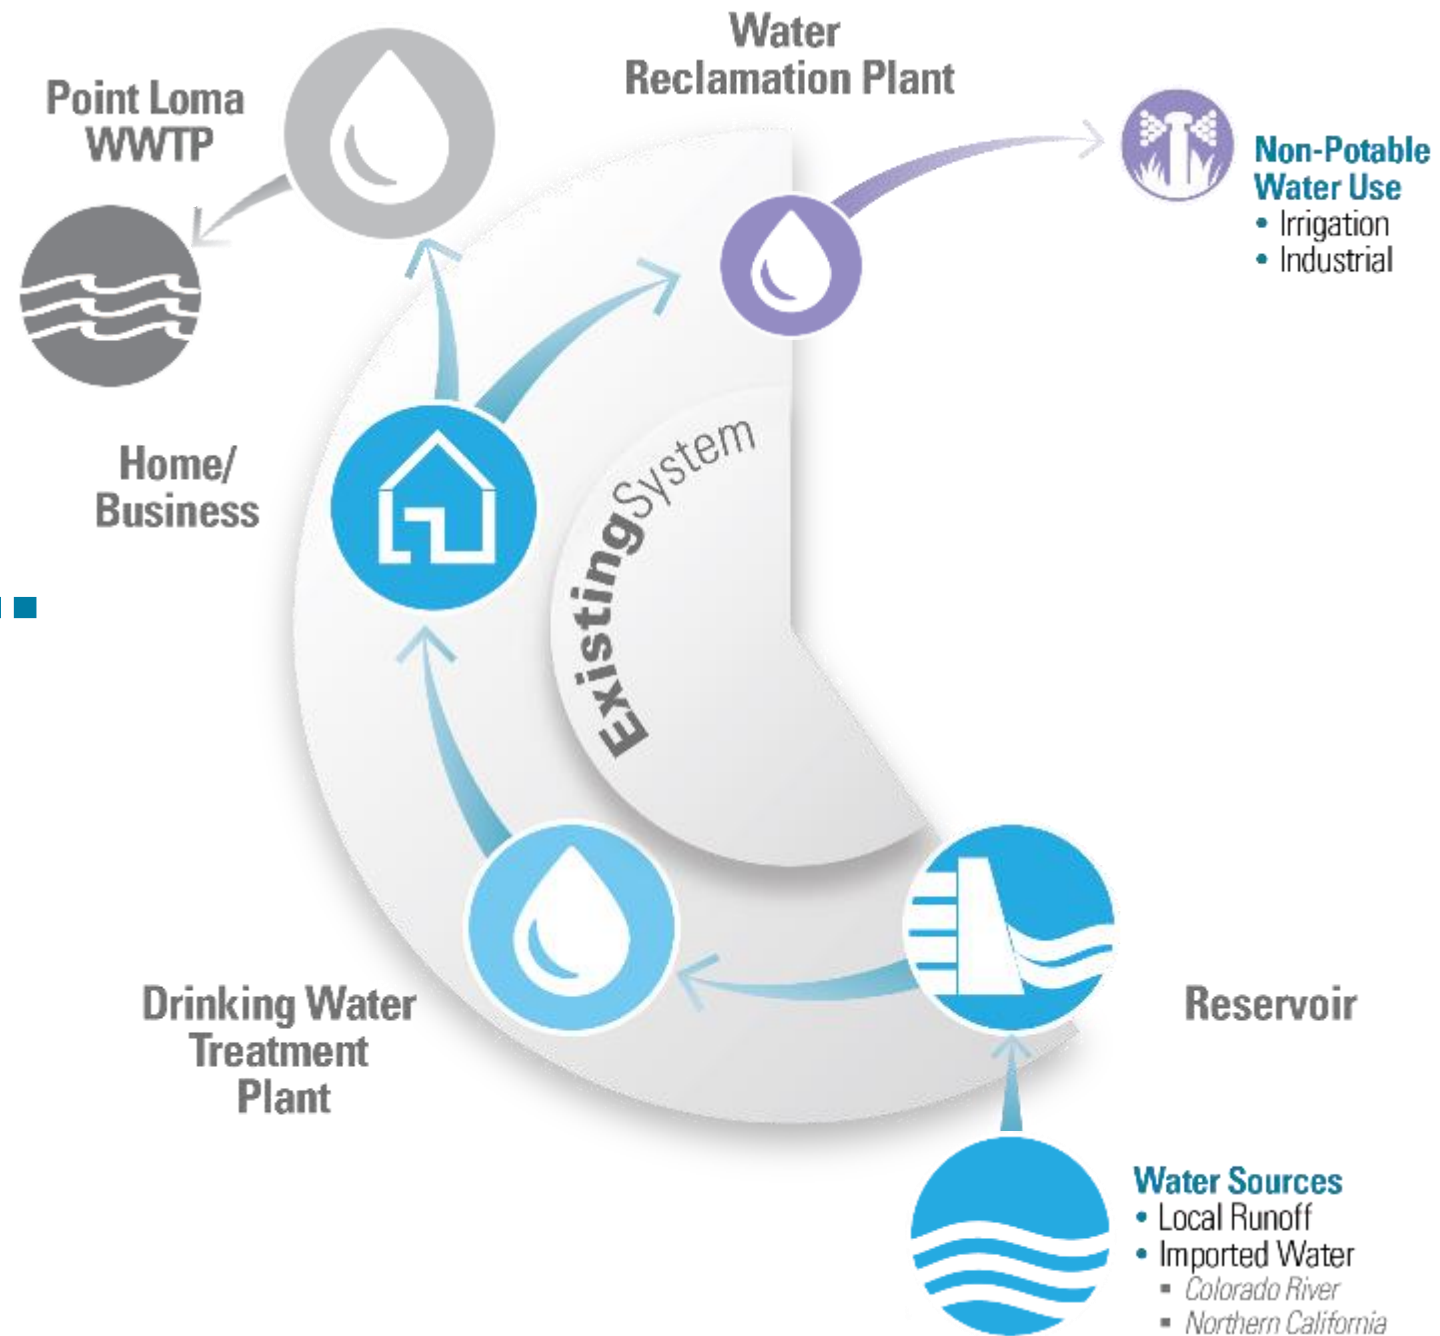 Water
Reclamation Plant
Point Loma
WWTP
Non-Potable
Water Use
• Irrigation
• Industrial
Home/
Business
ExistingSystem
Drinking Water
Treatment
Plant
Reservoir
Water Sources
• Local Runoff
• Imported Water
▪ Colorado River
▪ Northern California